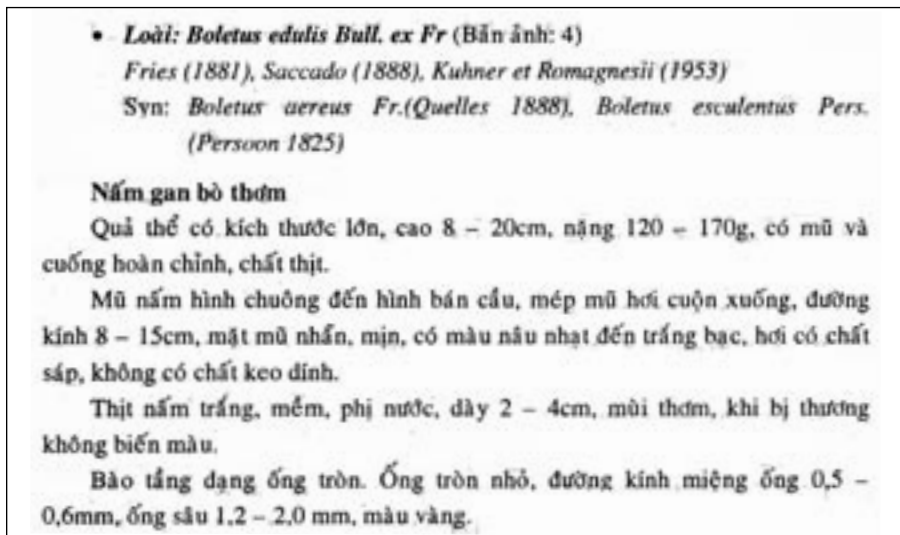 • Loài: Boletus edulis Bull. ex Fr (Bản ảnh: 4)
Fries (1881), Saccado (1888), Kuhner et Romagnesii (1953)
Syn: Boletus aereus Fr.(Quelles 1888), Boletus esculentus Pers.
(Persoon 1825)
Nấm gan bò thơm
Quả thể có kích thước lớn, cao 8 – 20cm, nặng 120 – 170g, có mũ và
cuống hoàn chỉnh, chất thịt.
Mũ nấm hình chuông đến hình bán cầu, mép mũ hơi cuộn xuống, đường
kính 8 – 15cm, mặt mũ nhẵn, mịn, có màu nâu nhạt đến trắng bạc, hơi có chất
sáp, không có chất keo dính.
Thịt nấm trắng, mềm, phị nước, dày 2 – 4cm, mùi thơm, khi bị thương
không biến màu.
Bào tầng dạng ống tròn. Ống tròn nhỏ, đường kính miệng ống 0,5 –
0,6mm, ống sâu 1,2 – 2,0 mm, màu vàng.